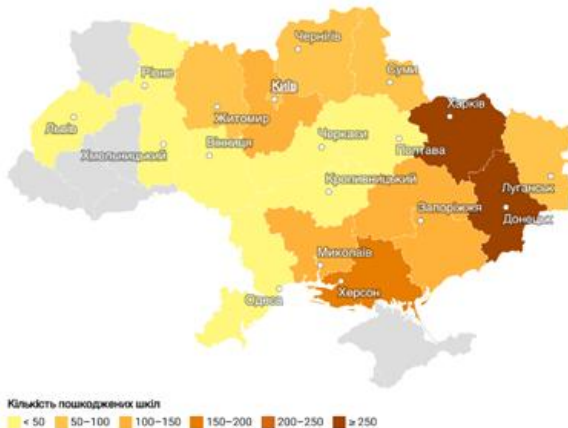 Чернігів
Рівне
Київ
Суми
Харків
Львів
Житомир
Хмельницький
Вінниця
Черкаси
Полтава
Кропивницький
Луганськ
Запоріжжя
Донецьк
Миколаїв
Одеса
Херсон
Кількість пошкоджених шкіл
< 50 50–100 100–150 150–200 200–250 ≥ 250